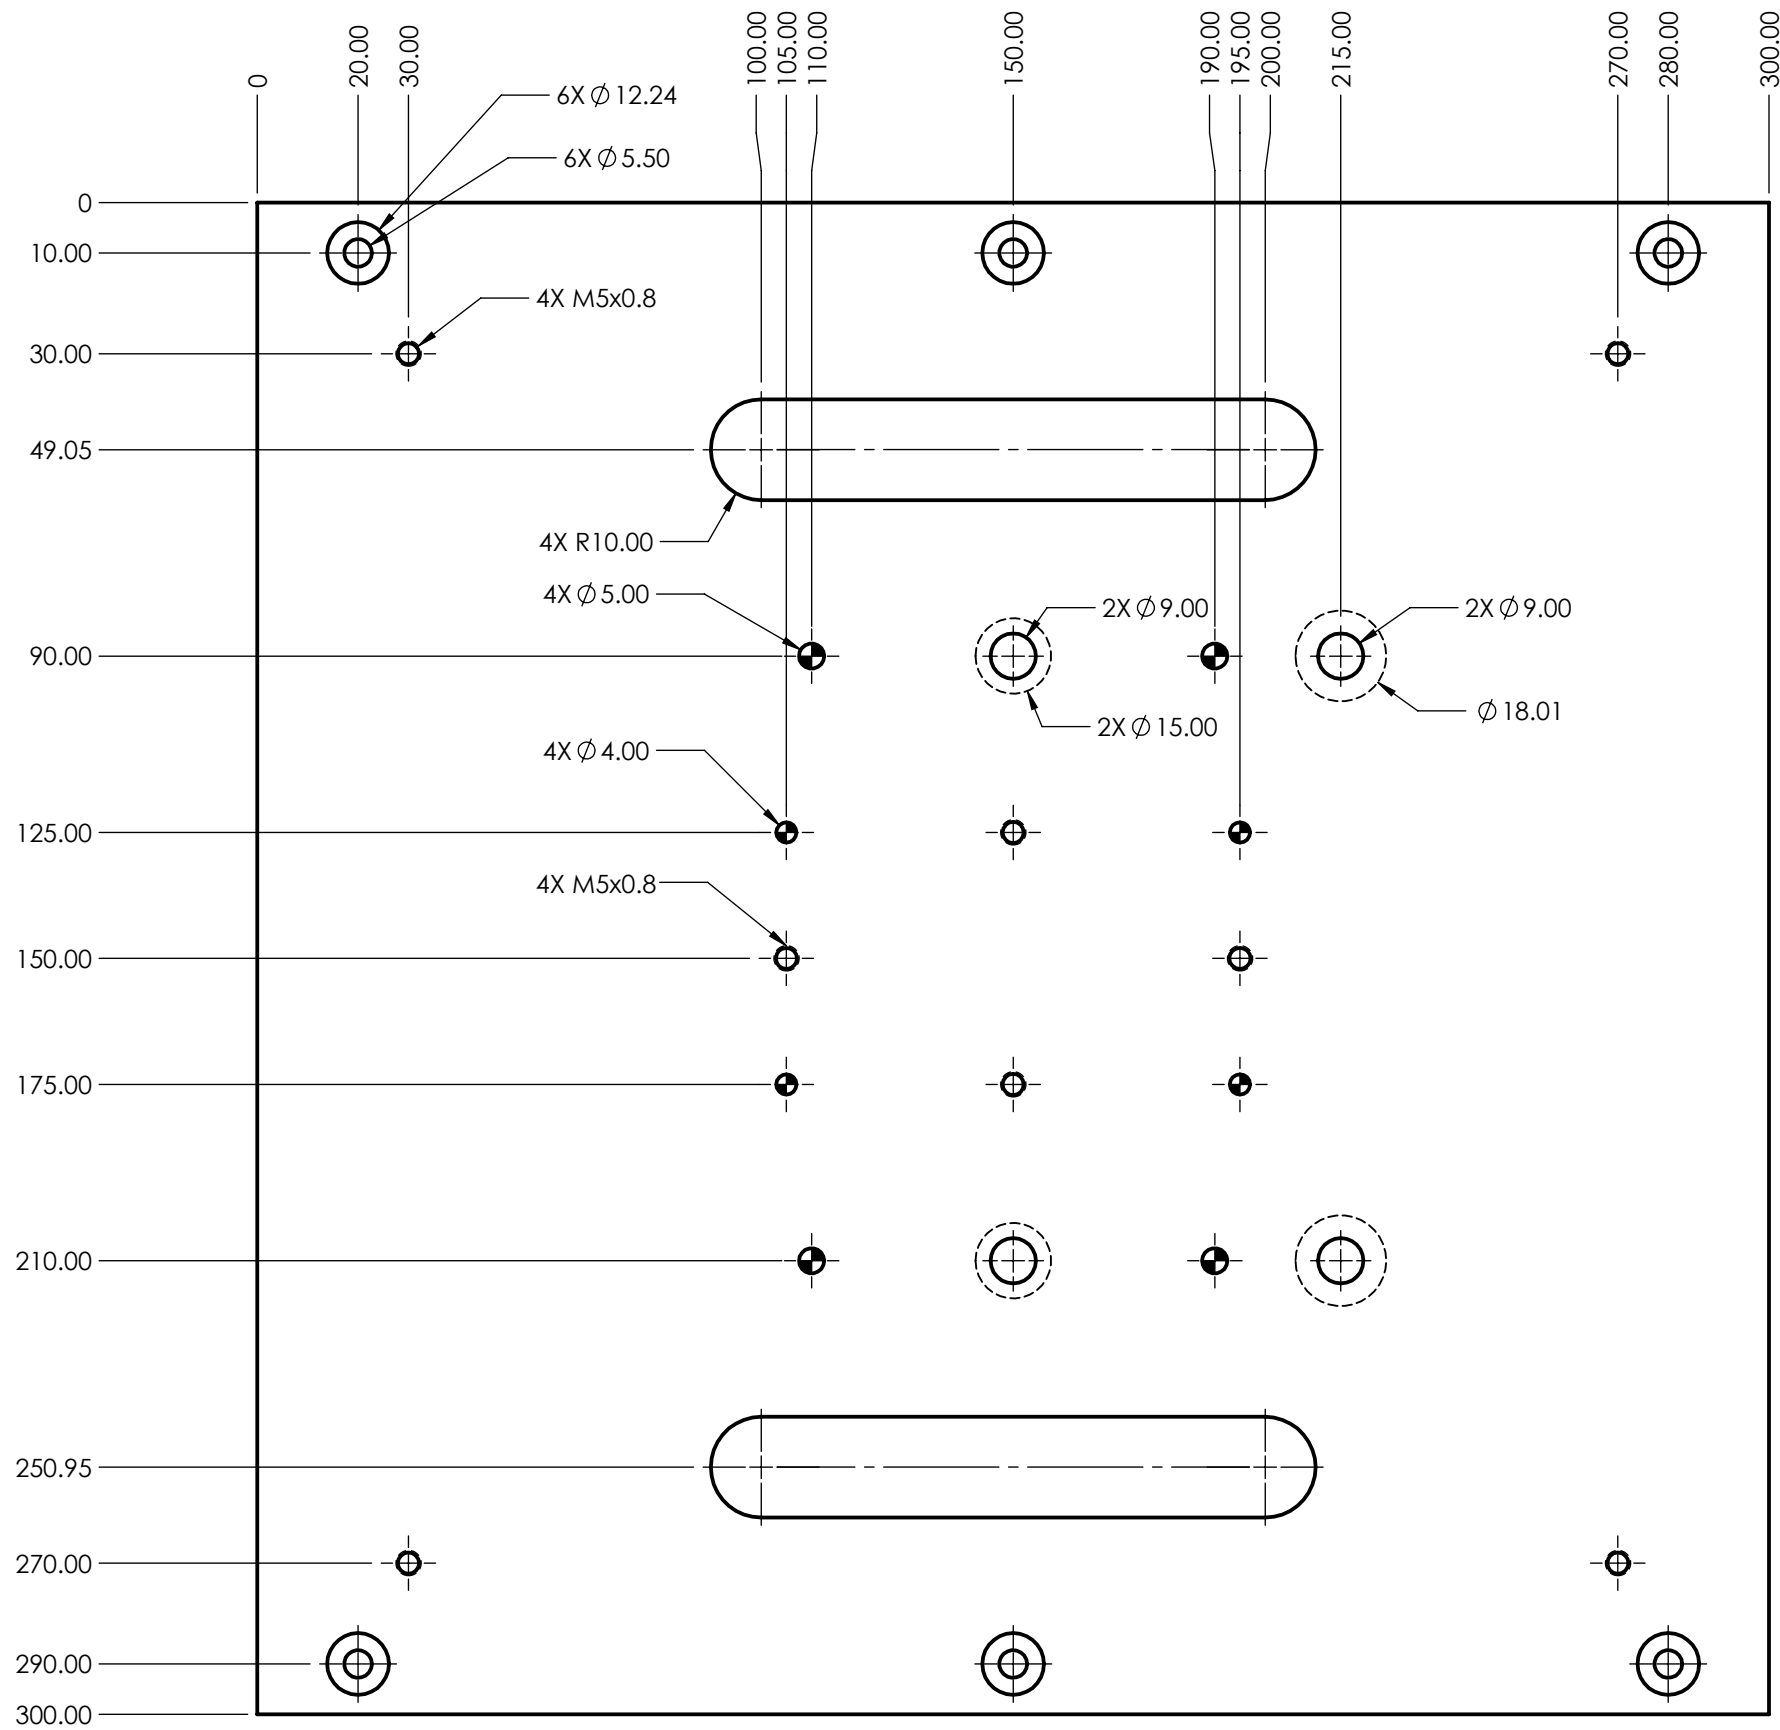 0
20.00
30.00
100.00
105.00
110.00
150.00
190.00
195.00
200.00
215.00
270.00
280.00
300.00
6X ∅ 12.24
6X ∅ 5.50
0
10.00
4X M5x0.8
30.00
49.05
4X R10.00
4X ∅ 5.00
2X ∅ 9.00
2X ∅ 9.00
90.00
∅ 18.01
2X ∅ 15.00
4X ∅ 4.00
125.00
4X M5x0.8
150.00
175.00
210.00
250.95
270.00
290.00
300.00